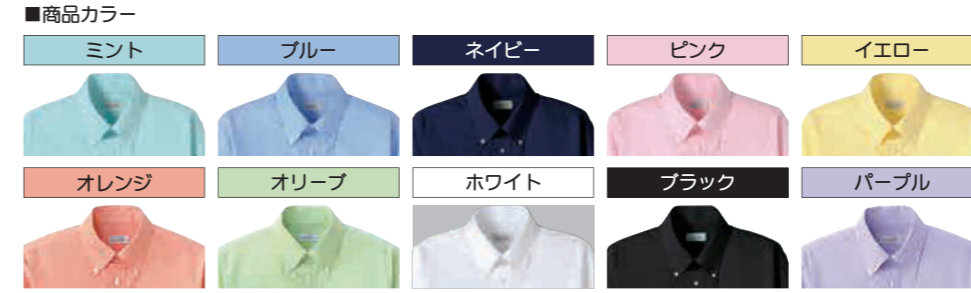 ■商品カラー
ミント
ブルー
ネイビー
ピンク
イエロー
オレンジ
オリーブ
ホワイト
ブラック
パープル